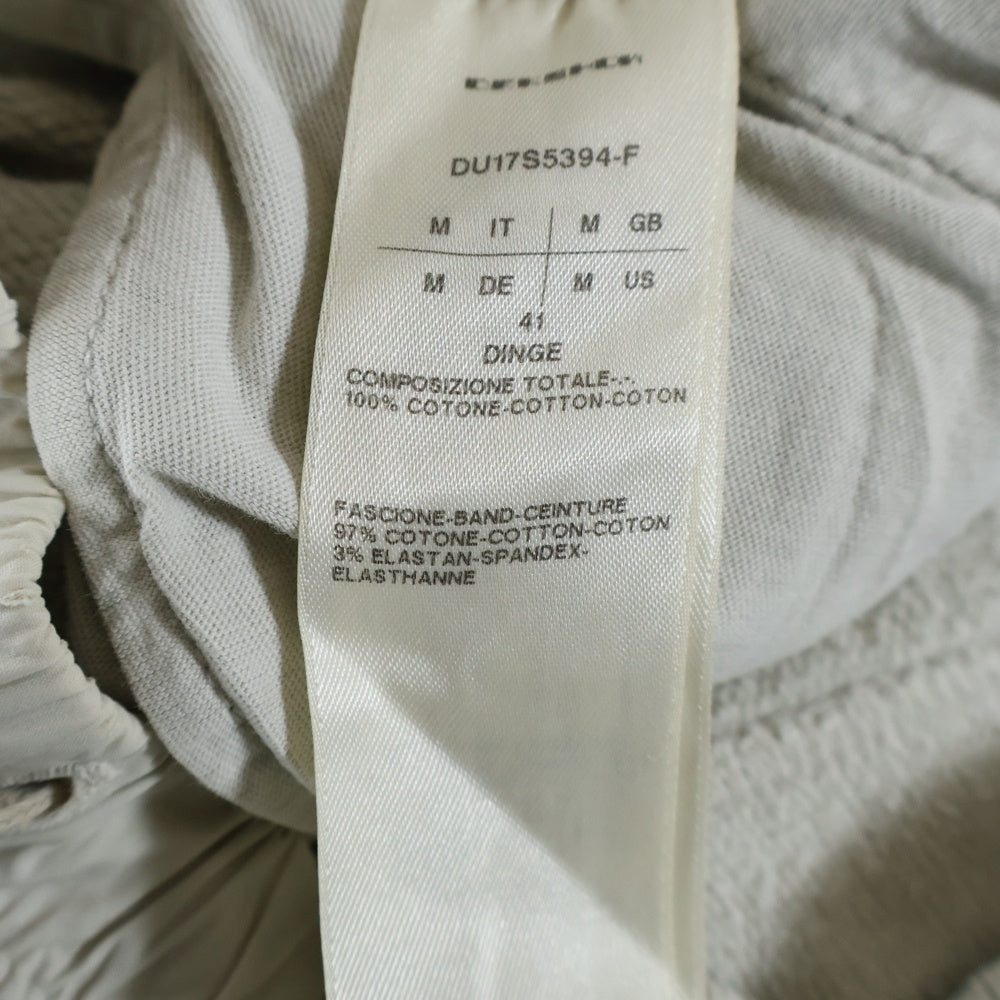 DRKSHDW
DU17S5394-F
M IT M GB
M DE M US
41
DINGE
COMPOSIZIONE TOTALE-.-.
100% COTONE-COTTON-COTON
FASCIONE-BAND-CEINTURE
97% COTONE-COTTON-COTON
3% ELASTAN-SPANDEX-
ELASTHANNE